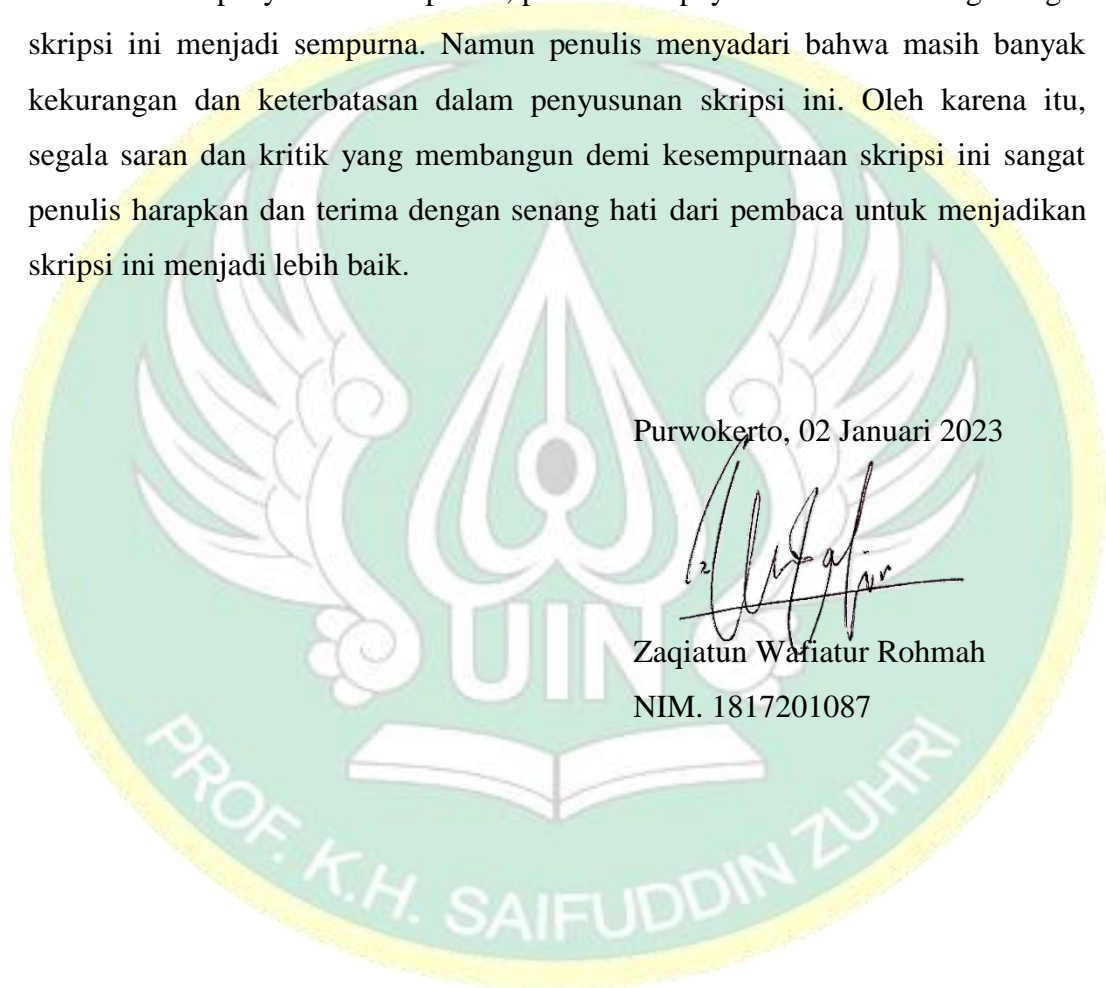 skripsi ini menjadi sempurna. Namun penulis menyadari bahwa masih banyak
kekurangan dan keterbatasan dalam penyusunan skripsi ini. Oleh karena itu,
segala saran dan kritik yang membangun demi kesempurnaan skripsi ini sangat
penulis harapkan dan terima dengan senang hati dari pembaca untuk menjadikan
skripsi ini menjadi lebih baik.
Purwokerto, 02 Januari 2023
Zaqiatun Wafiatur Rohmah
NIM. 1817201087
UIN
PROF. K.H. SAIFUDDIN ZUHRI